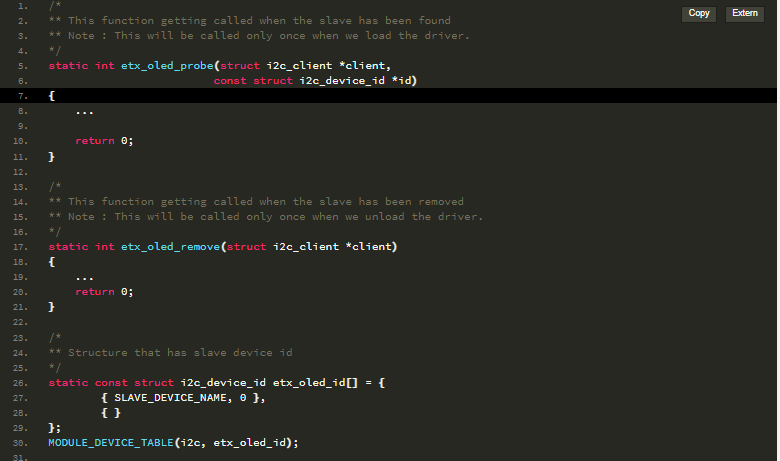 Copy Extern
1. /*
2. ** This function getting called when the slave has been found
3. ** Note : This will be called only once when we load the driver.
4. */
5. static int etx_oled_probe(struct i2c_client *client,
6.                          const struct i2c_device_id *id)
7. {
8.     ...
9.
10.     return 0;
11. }
12.
13. /*
14. ** This function getting called when the slave has been removed
15. ** Note : This will be called only once when we unload the driver.
16. */
17. static int etx_oled_remove(struct i2c_client *client)
18. {
19.     ...
20.     return 0;
21. }
22.
23. /*
24. ** Structure that has slave device id
25. */
26. static const struct i2c_device_id etx_oled_id[] = {
27.         { SLAVE_DEVICE_NAME, 0 },
28.         { }
29. };
30. MODULE_DEVICE_TABLE(i2c, etx_oled_id);
31.